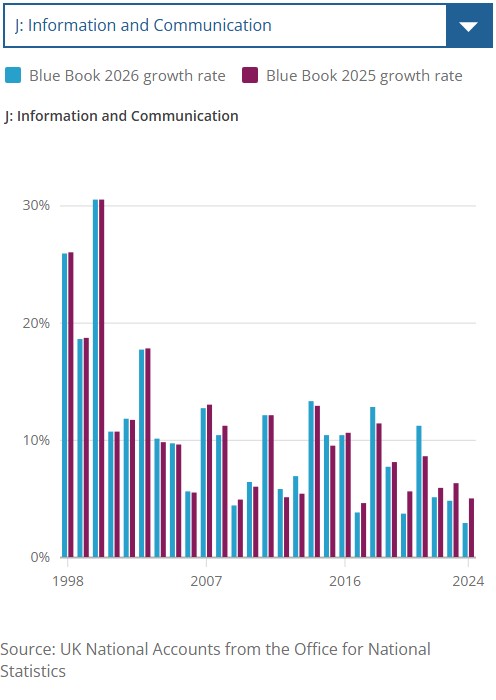 J: Information and Communication
Blue Book 2026 growth rate Blue Book 2025 growth rate
J: Information and Communication
30%
20%
10%
0%
1998 2007 2016 2024
Source: UK National Accounts from the Office for National
Statistics